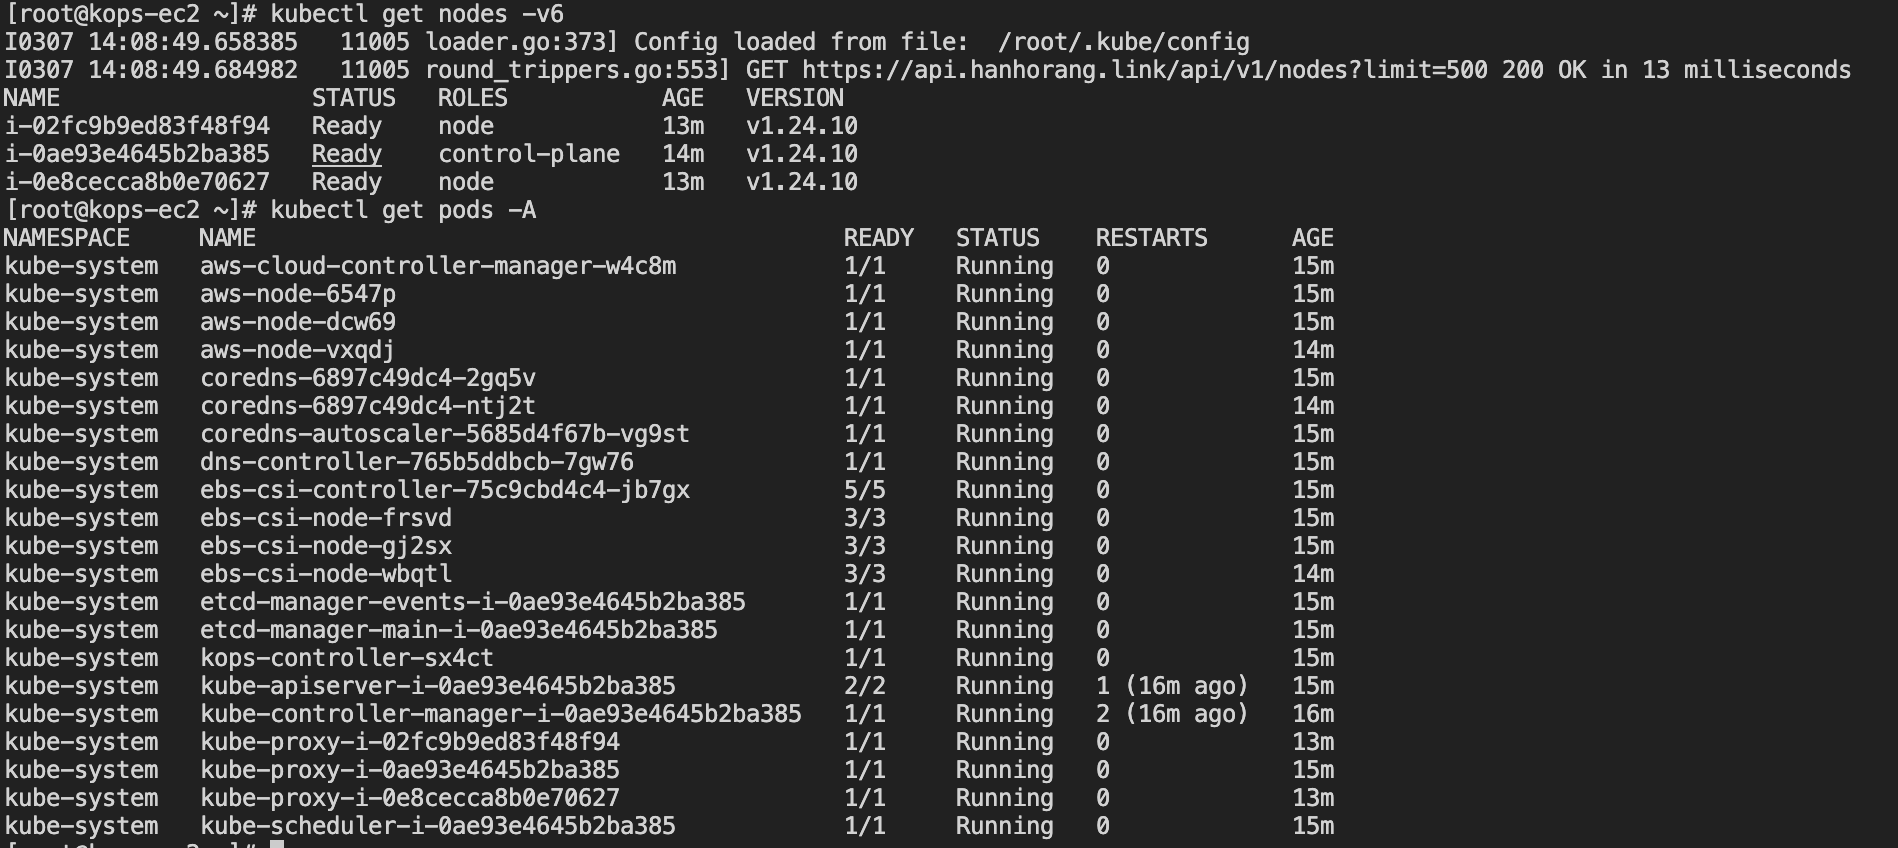 [root@kops-ec2 ~]# kubectl get nodes -v6
I0307 14:08:49.658385   11005 loader.go:373] Config loaded from file:  /root/.kube/config
I0307 14:08:49.684982   11005 round_trippers.go:553] GET https://api.hanhorang.link/api/v1/nodes?limit=500 200 OK in 13 milliseconds
NAME                  STATUS   ROLES           AGE   VERSION
i-02fc9b9ed83f48f94   Ready    node            13m   v1.24.10
i-0ae93e4645b2ba385   Ready    control-plane   14m   v1.24.10
i-0e8cecca8b0e70627   Ready    node            13m   v1.24.10
[root@kops-ec2 ~]# kubectl get pods -A
NAMESPACE     NAME                                          READY   STATUS    RESTARTS      AGE
kube-system   aws-cloud-controller-manager-w4c8m            1/1     Running   0             15m
kube-system   aws-node-6547p                                1/1     Running   0             15m
kube-system   aws-node-dcw69                                1/1     Running   0             15m
kube-system   aws-node-vxqdj                                1/1     Running   0             14m
kube-system   coredns-6897c49dc4-2gq5v                      1/1     Running   0             15m
kube-system   coredns-6897c49dc4-ntj2t                      1/1     Running   0             14m
kube-system   coredns-autoscaler-5685d4f67b-vg9st           1/1     Running   0             15m
kube-system   dns-controller-765b5ddbcb-7gw76               1/1     Running   0             15m
kube-system   ebs-csi-controller-75c9cbd4c4-jb7gx           5/5     Running   0             15m
kube-system   ebs-csi-node-frsvd                            3/3     Running   0             15m
kube-system   ebs-csi-node-gj2sx                            3/3     Running   0             15m
kube-system   ebs-csi-node-wbqtl                            3/3     Running   0             14m
kube-system   etcd-manager-events-i-0ae93e4645b2ba385       1/1     Running   0             15m
kube-system   etcd-manager-main-i-0ae93e4645b2ba385         1/1     Running   0             15m
kube-system   kops-controller-sx4ct                         1/1     Running   0             15m
kube-system   kube-apiserver-i-0ae93e4645b2ba385            2/2     Running   1 (16m ago)   15m
kube-system   kube-controller-manager-i-0ae93e4645b2ba385   1/1     Running   2 (16m ago)   16m
kube-system   kube-proxy-i-02fc9b9ed83f48f94                1/1     Running   0             13m
kube-system   kube-proxy-i-0ae93e4645b2ba385                1/1     Running   0             15m
kube-system   kube-proxy-i-0e8cecca8b0e70627                1/1     Running   0             13m
kube-system   kube-scheduler-i-0ae93e4645b2ba385            1/1     Running   0             15m